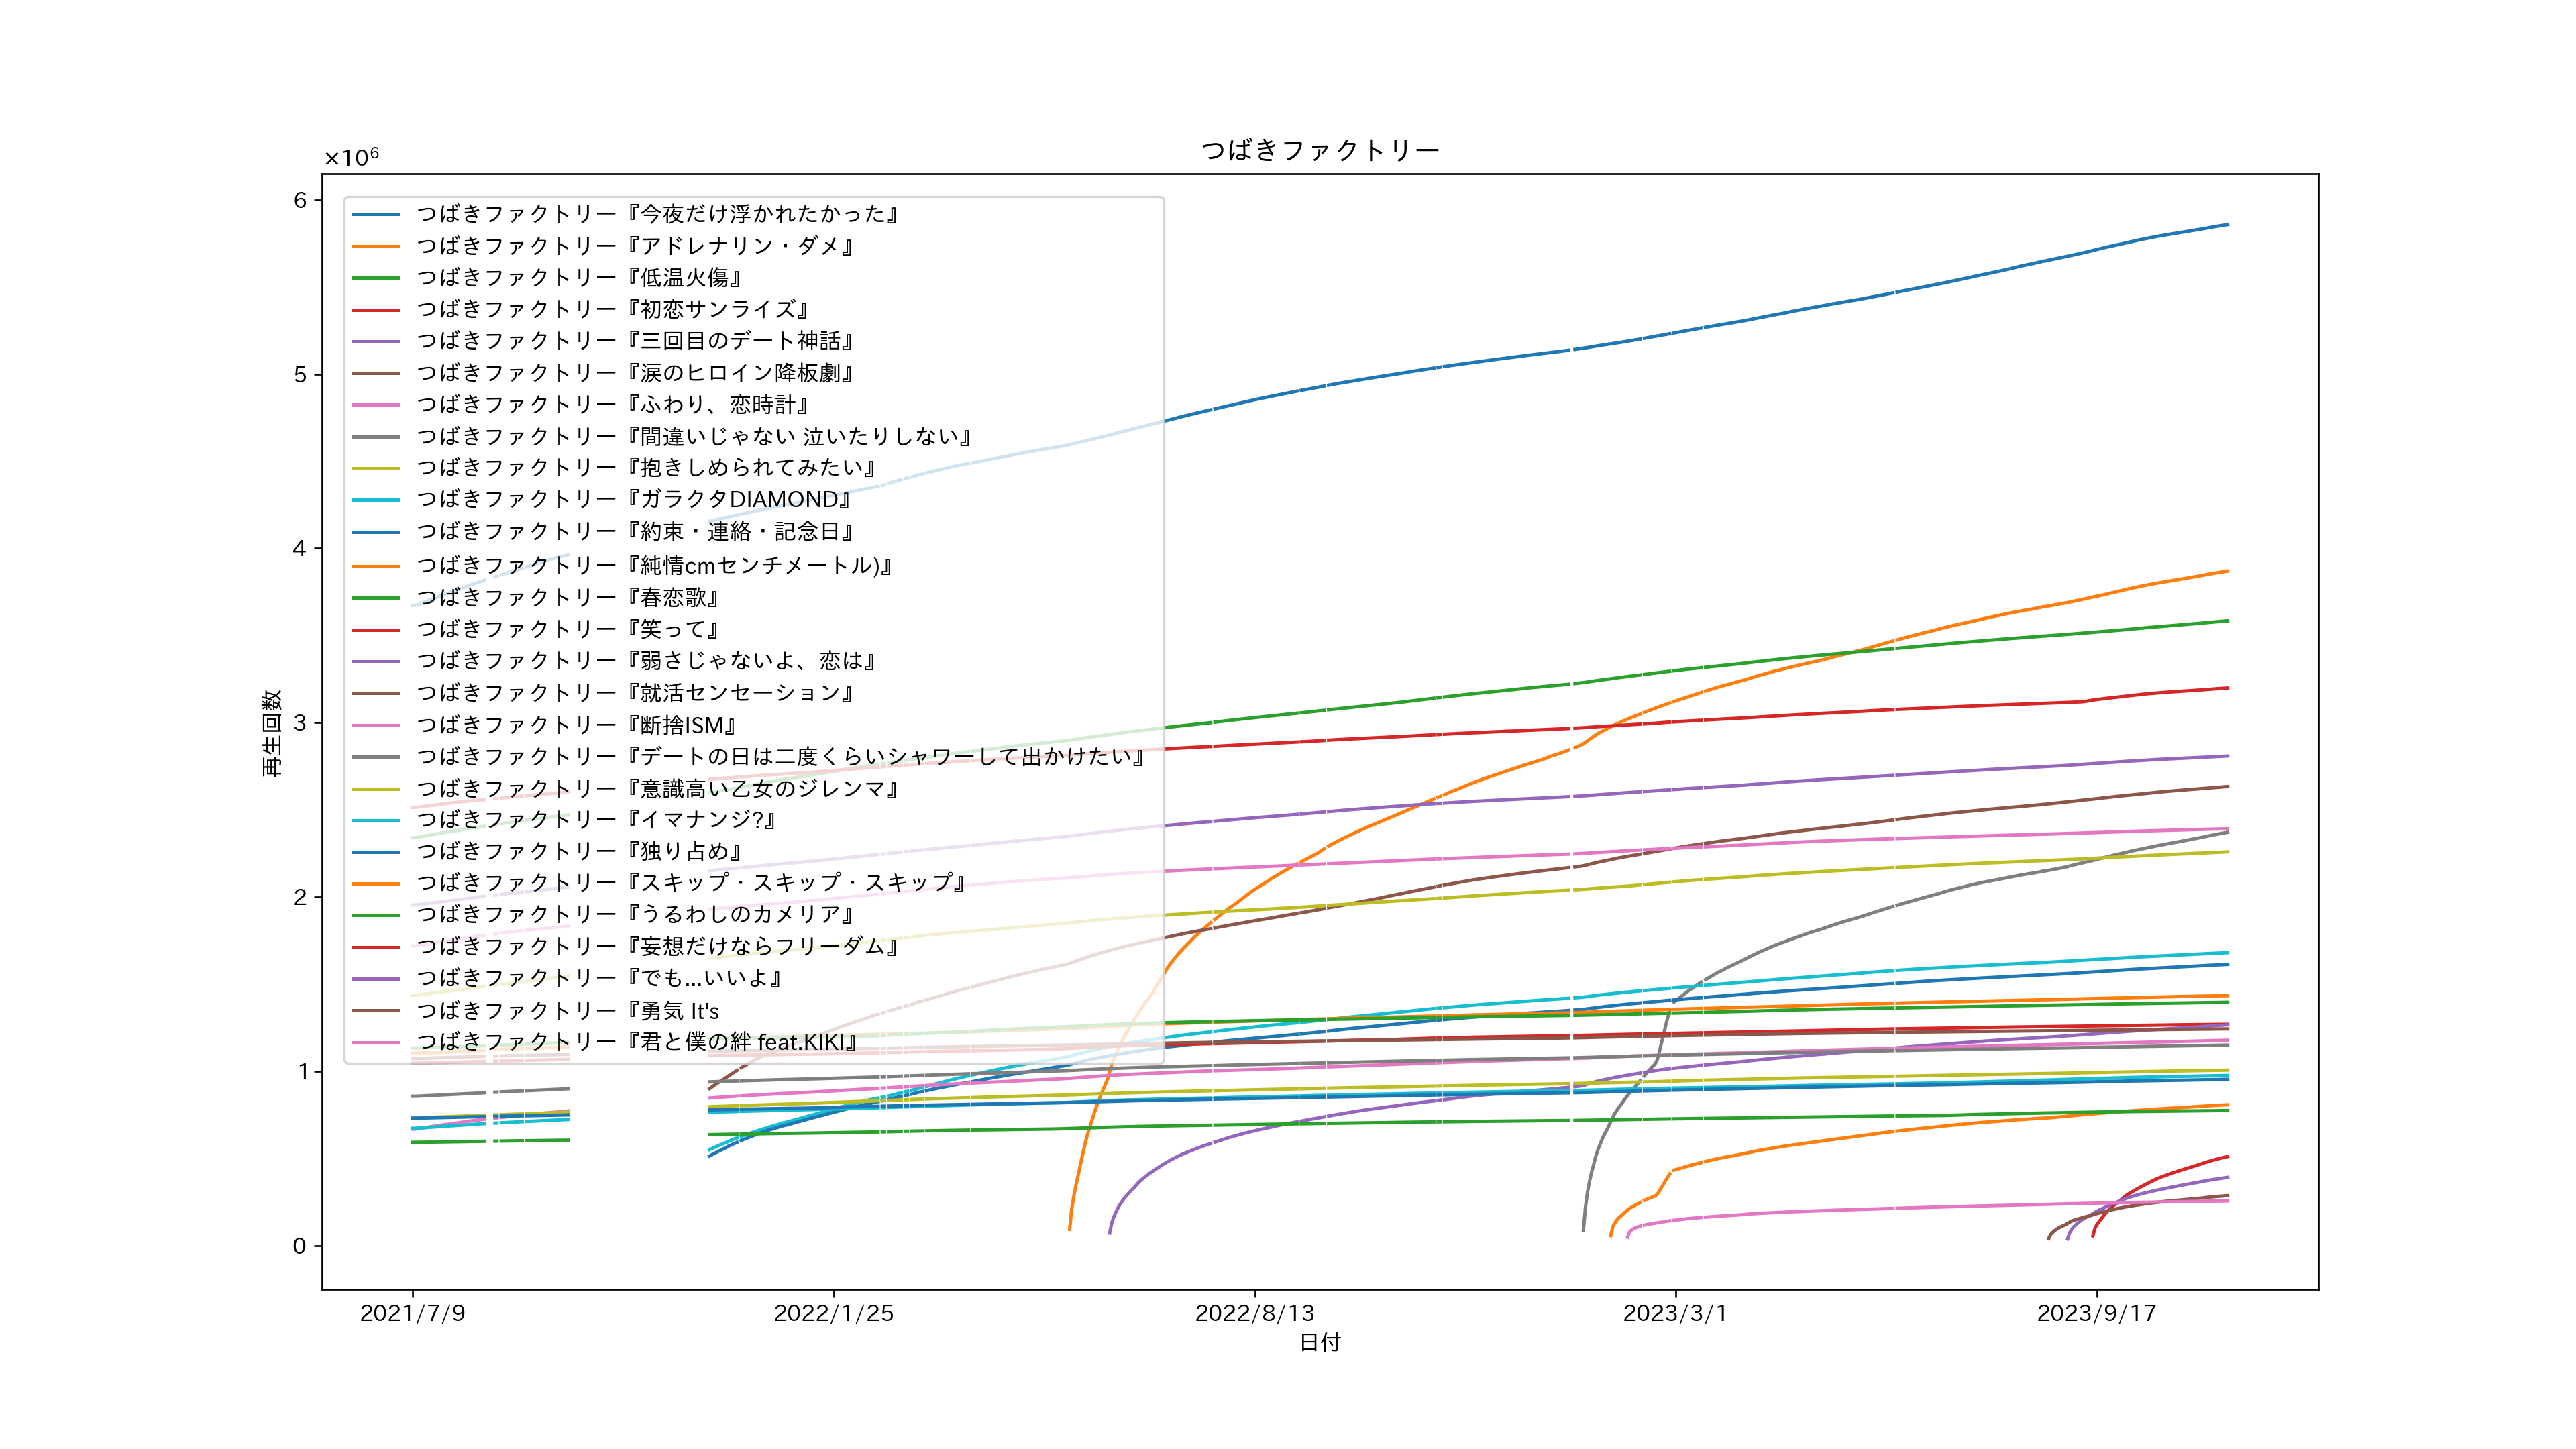 つばきファクトリー
×10⁶
6
5
4
3
2
1
0
再生回数
つばきファクトリー『今夜だけ浮かれたかった』
つばきファクトリー『アドレナリン・ダメ』
つばきファクトリー『低温火傷』
つばきファクトリー『初恋サンライズ』
つばきファクトリー『三回目のデート神話』
つばきファクトリー『涙のヒロイン降板劇』
つばきファクトリー『ふわり、恋時計』
つばきファクトリー『間違いじゃない 泣いたりしない』
つばきファクトリー『抱きしめられてみたい』
つばきファクトリー『ガラクタDIAMOND』
つばきファクトリー『約束・連絡・記念日』
つばきファクトリー『純情cmセンチメートル)』
つばきファクトリー『春恋歌』
つばきファクトリー『笑って』
つばきファクトリー『弱さじゃないよ、恋は』
つばきファクトリー『就活センセーション』
つばきファクトリー『断捨ISM』
つばきファクトリー『デートの日は二度くらいシャワーして出かけたい』
つばきファクトリー『意識高い乙女のジレンマ』
つばきファクトリー『イマナンジ?』
つばきファクトリー『独り占め』
つばきファクトリー『スキップ・スキップ・スキップ』
つばきファクトリー『うるわしのカメリア』
つばきファクトリー『妄想だけならフリーダム』
つばきファクトリー『でも...いいよ』
つばきファクトリー『勇気 It's
つばきファクトリー『君と僕の絆 feat.KIKI』
2021/7/9
2022/1/25
2022/8/13
2023/3/1
2023/9/17
日付